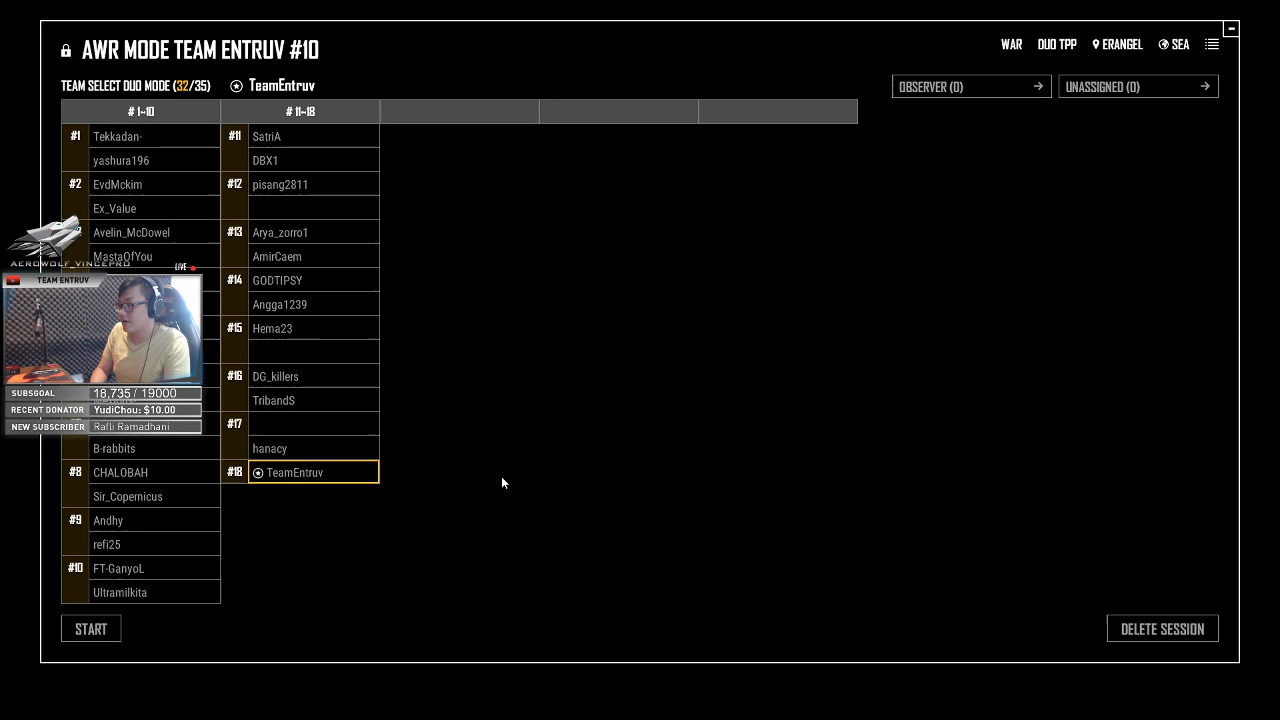 AWR MODE TEAM ENTRUV #10
WAR DUO TPP ERANGEL SEA
TEAM SELECT DUO MODE (32/35) TeamEntruv
OBSERVER (0) UNASSIGNED (0)
# 1~10 # 11~18
#1 Tekkadan- #11 SatriA
yashura196 DBX1
#2 EvdMckim #12 pisang2811
Ex_Value
Avelin_McDowel #13 Arya_zorro1
MastaOfYou AmirCaem
AEROWOLF_VINCEPRO
LIVE
TEAM ENTRUV
#14 GODTIPSY
Angga1239
#15 Hema23
#16 DG_killers
SUBSGOAL 18,735 / 19000
TribandS
RECENT DONATOR YudiChou: $10.00
NEW SUBSCRIBER Rafli Ramadhani
#17
B-rabbits hanacy
#8 CHALOBAH #18 TeamEntruv
Sir_Copernicus
#9 Andhy
refi25
#10 FT-GanyoL
Ultramilkita
START DELETE SESSION